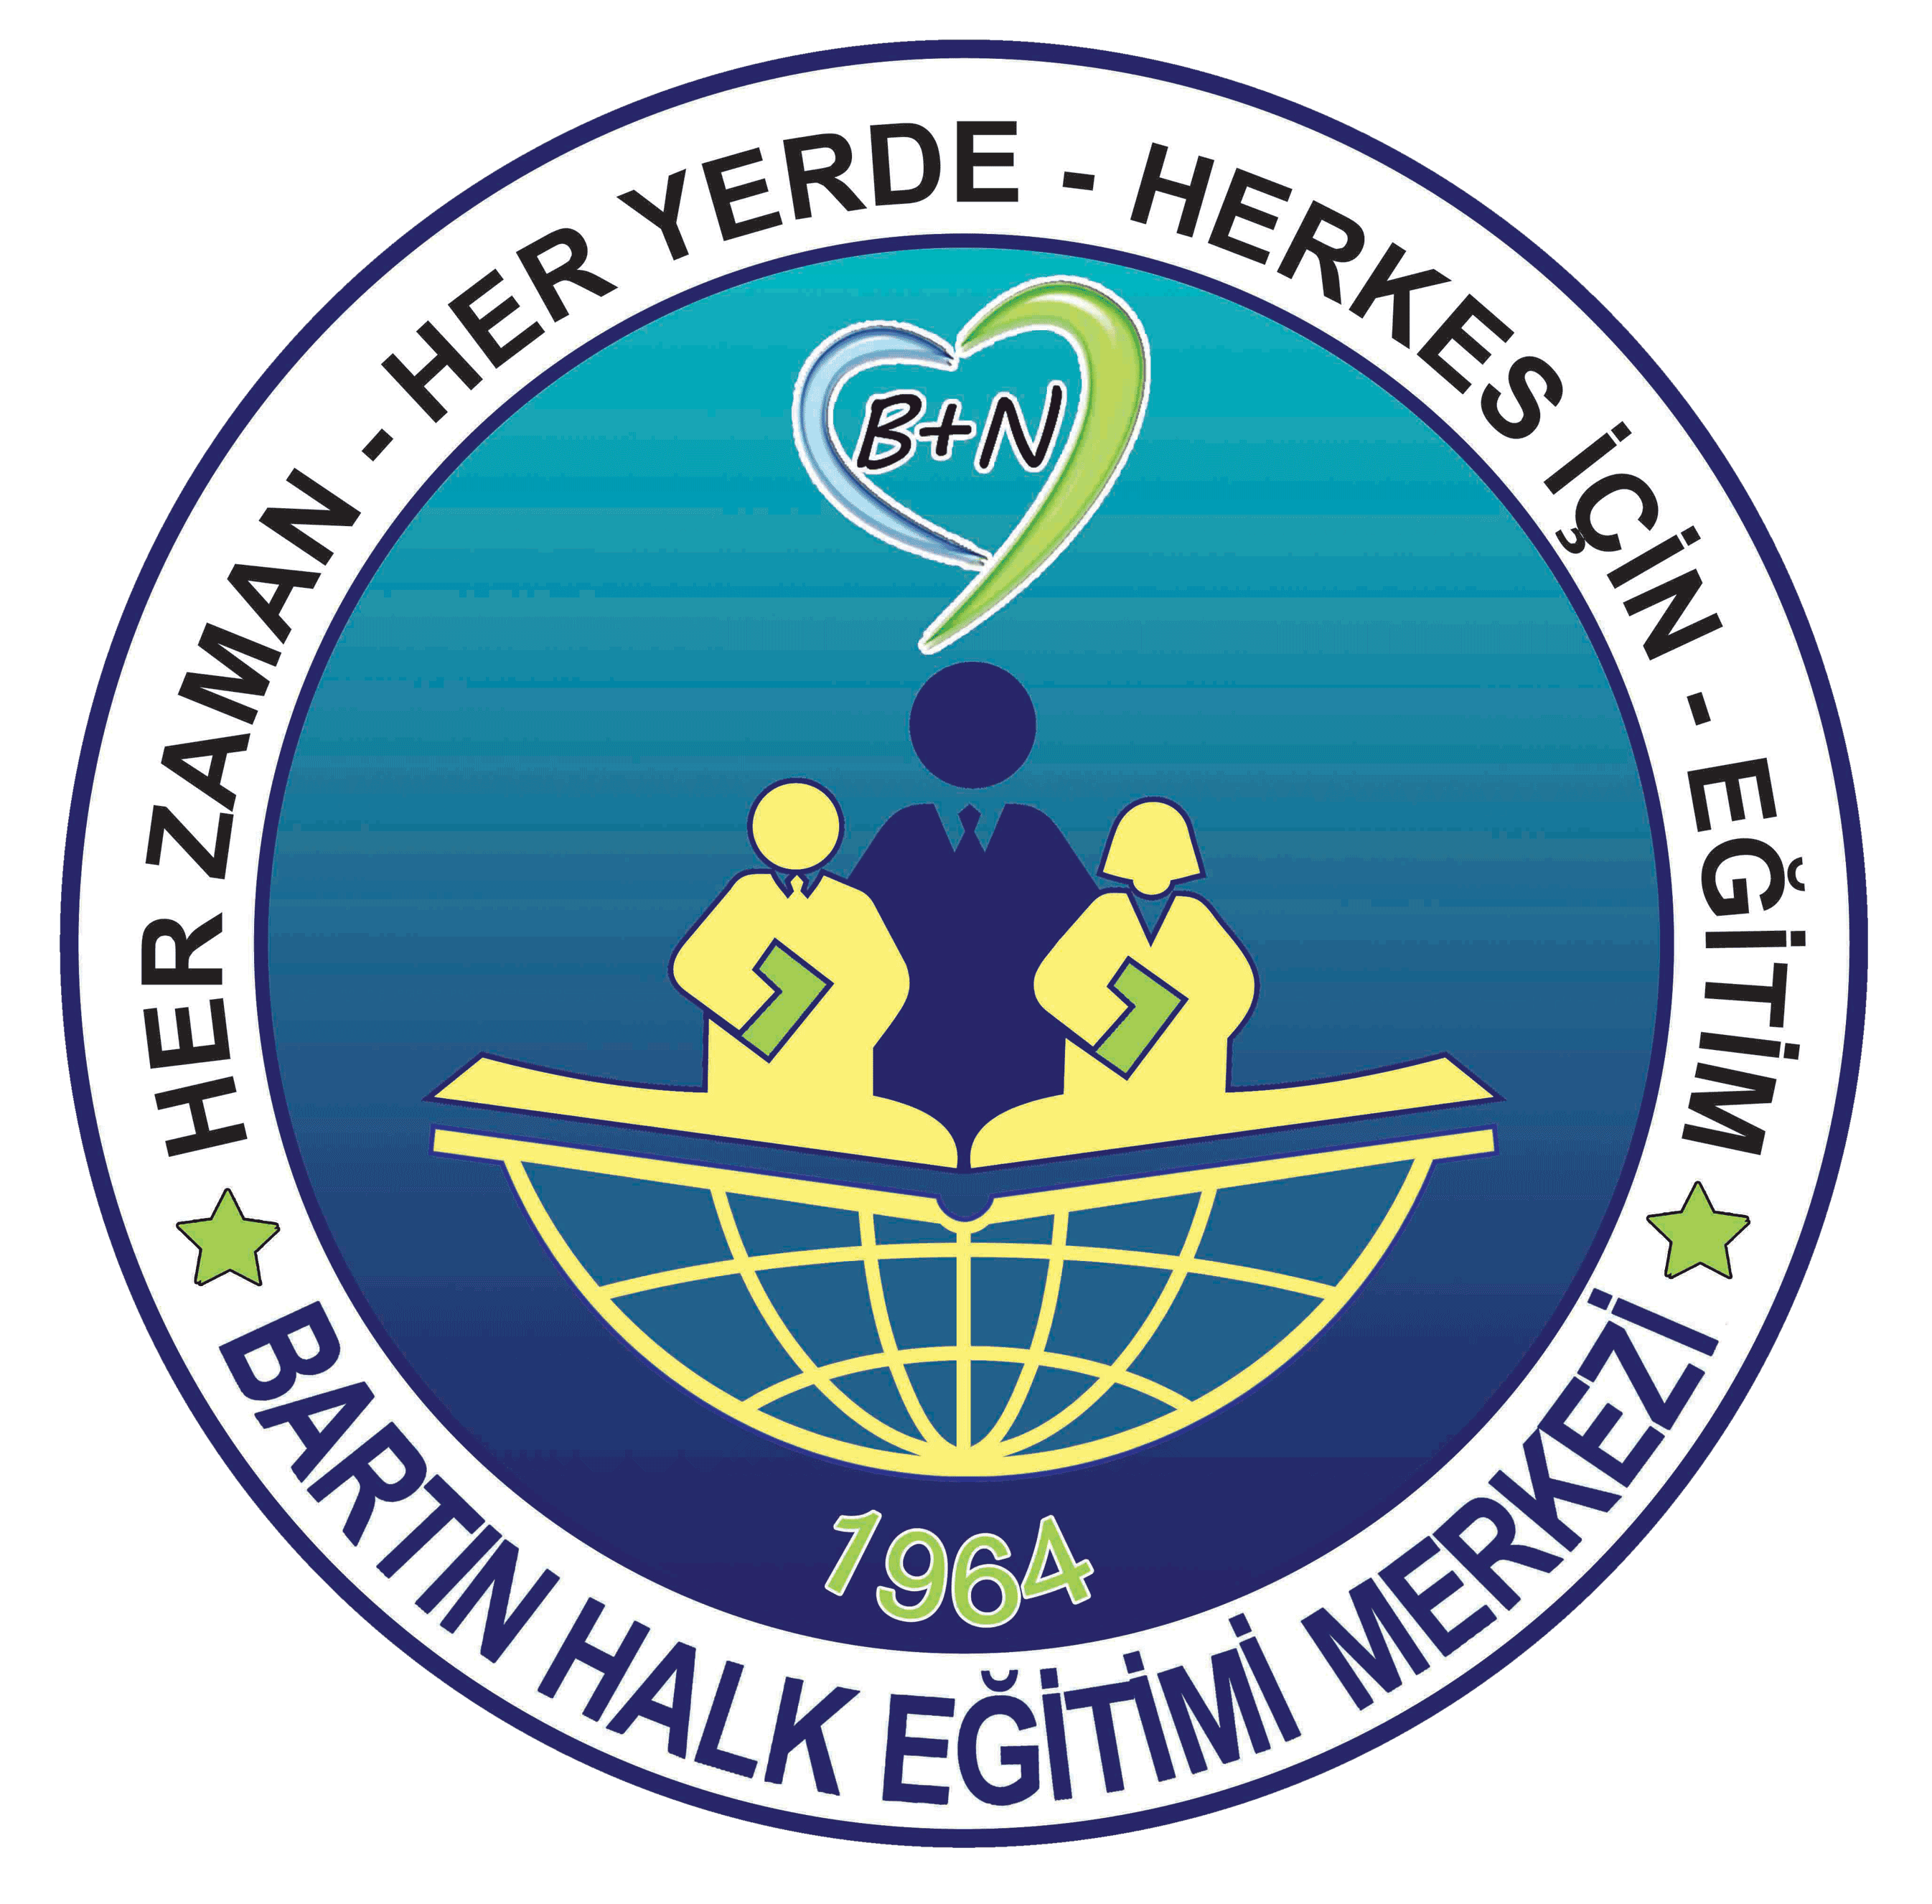 HER ZAMAN - HER YERDE - HERKES İÇİN - EĞİTİM
B+N
1964
BARTIN HALK EĞİTİMİ MERKEZİ